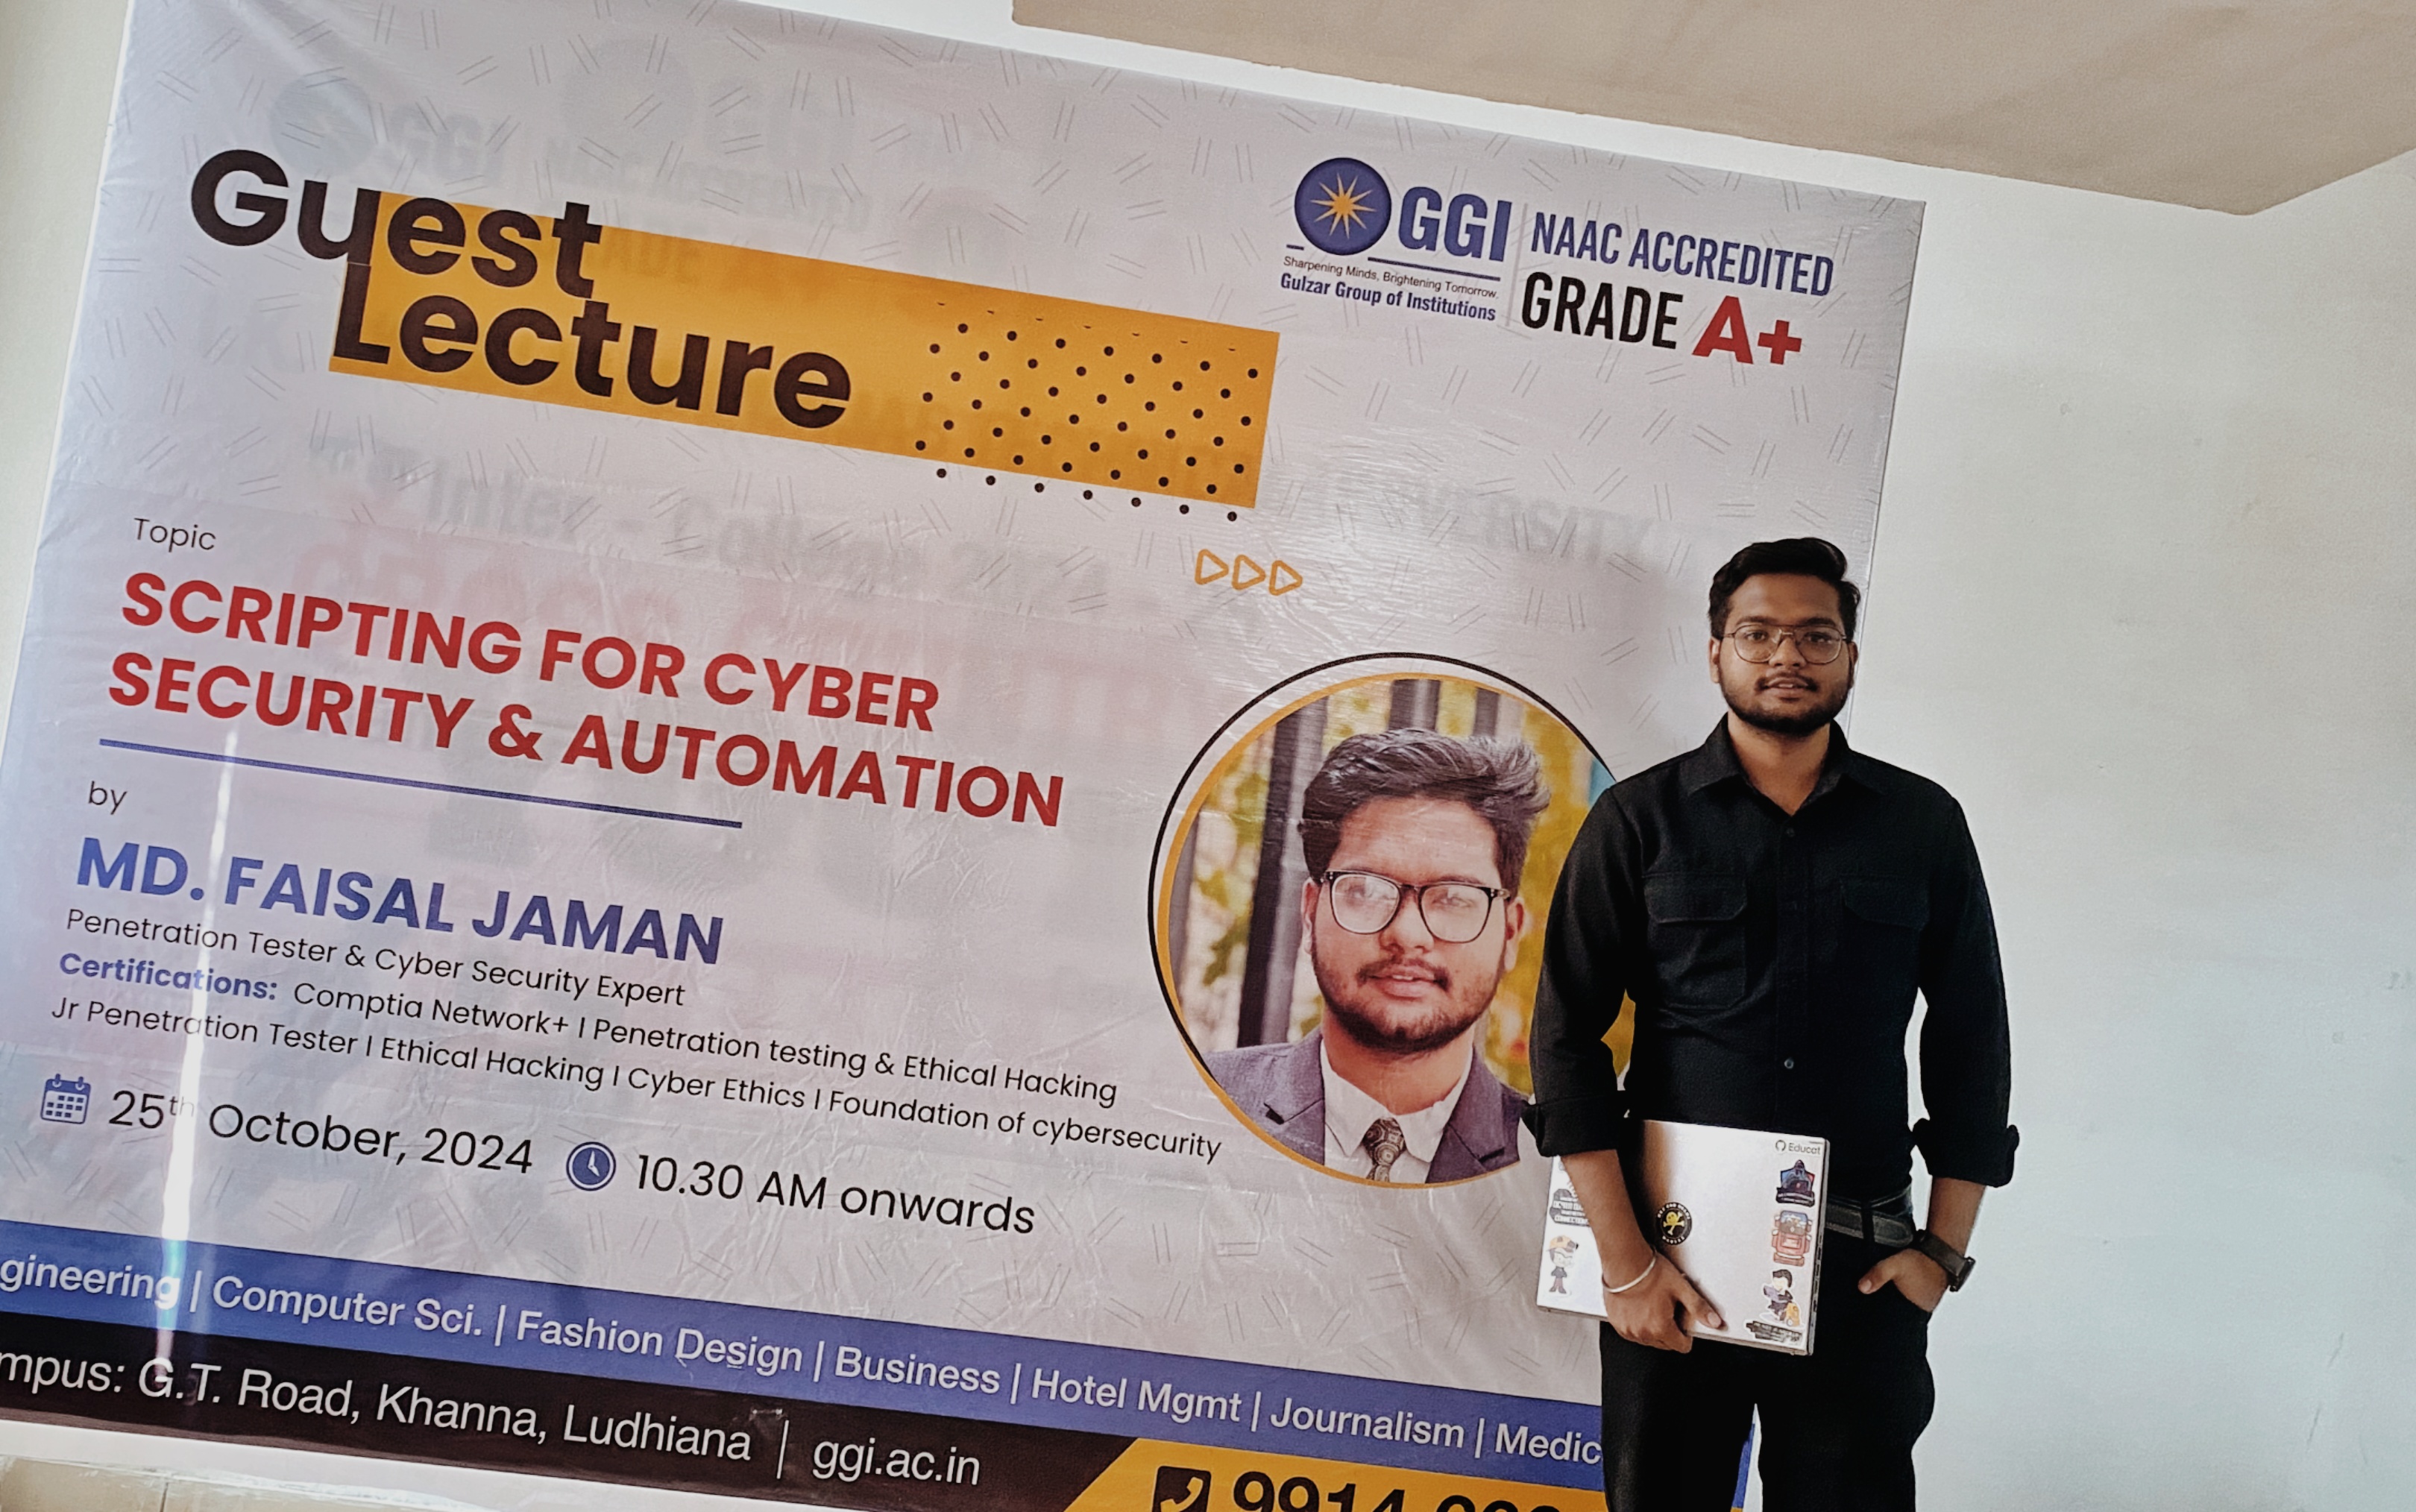 Guest
Lecture
GGI
Sharpening Minds, Brightening Tomorrow.
Gulzar Group of Institutions
NAAC ACCREDITED
GRADE A+
Topic
SCRIPTING FOR CYBER
SECURITY & AUTOMATION
by
MD. FAISAL JAMAN
Penetration Tester & Cyber Security Expert
Certifications: Comptia Network+ I Penetration testing & Ethical Hacking
Jr Penetration Tester I Ethical Hacking I Cyber Ethics I Foundation of cybersecurity
25th October, 2024 10.30 AM onwards
Educat
gineering | Computer Sci. | Fashion Design | Business | Hotel Mgmt | Journalism | Medic
mpus: G.T. Road, Khanna, Ludhiana | ggi.ac.in
9914